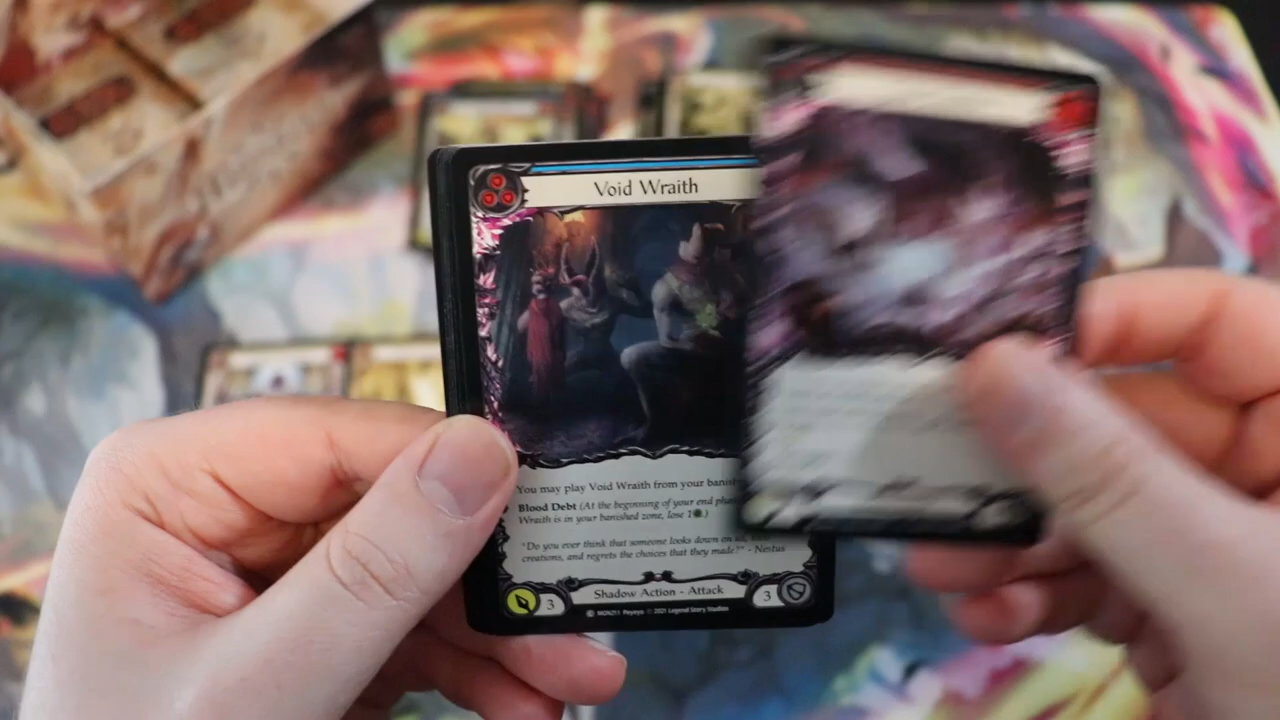 Void Wraith
You may play Void Wraith from your banish
Blood Debt (At the beginning of your end pha
Wraith is in your banished zone, lose 1
"Do you ever think that someone looks down on
creations, and regrets the choices that they made?" - Nestus
3
Shadow Action - Attack
3
MON211 Peyeyo © 2021 Legend Story Studios